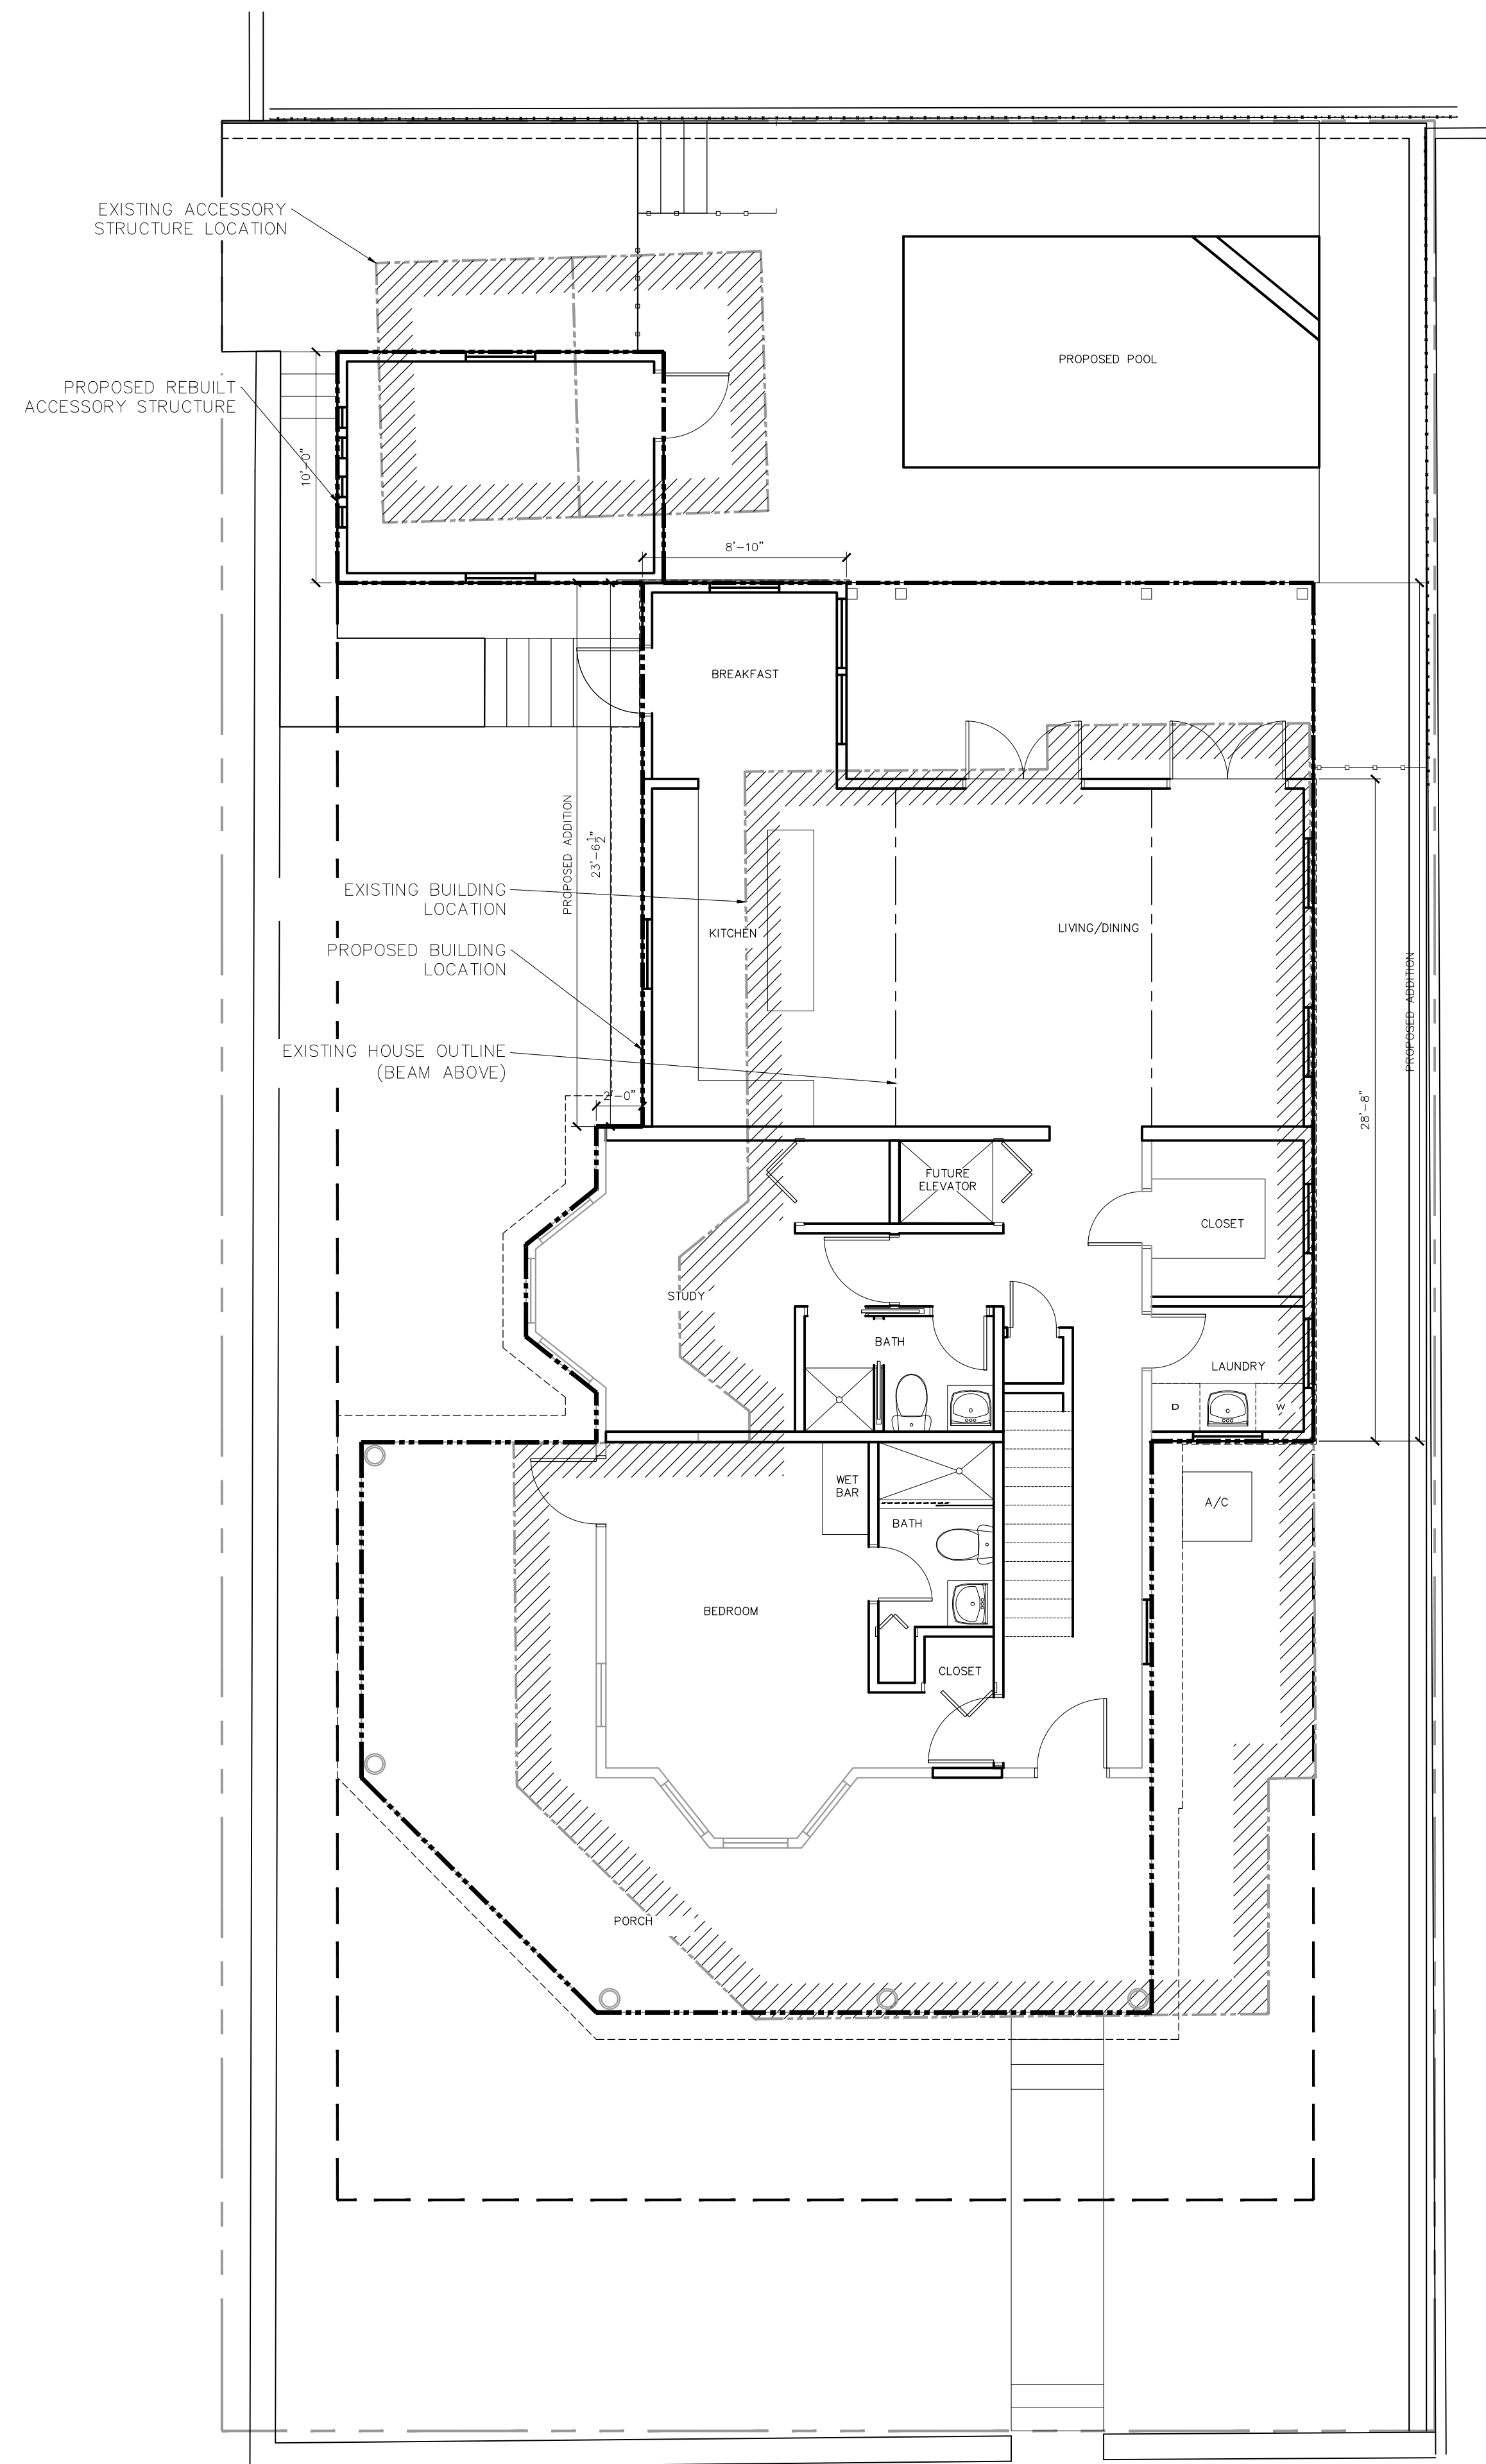 EXISTING ACCESSORY
STRUCTURE LOCATION
PROPOSED POOL
PROPOSED REBUILT
ACCESSORY STRUCTURE
10'-0"
8'-10"
BREAKFAST
PROPOSED ADDITION
23'-6½"
EXISTING BUILDING
LOCATION
KITCHEN
LIVING/DINING
PROPOSED BUILDING
LOCATION
PROPOSED ADDITION
EXISTING HOUSE OUTLINE
(BEAM ABOVE)
2'-0"
28'-8"
FUTURE
ELEVATOR
CLOSET
STUDY
BATH
LAUNDRY
D
W
WET
BAR
A/C
BATH
BEDROOM
CLOSET
PORCH